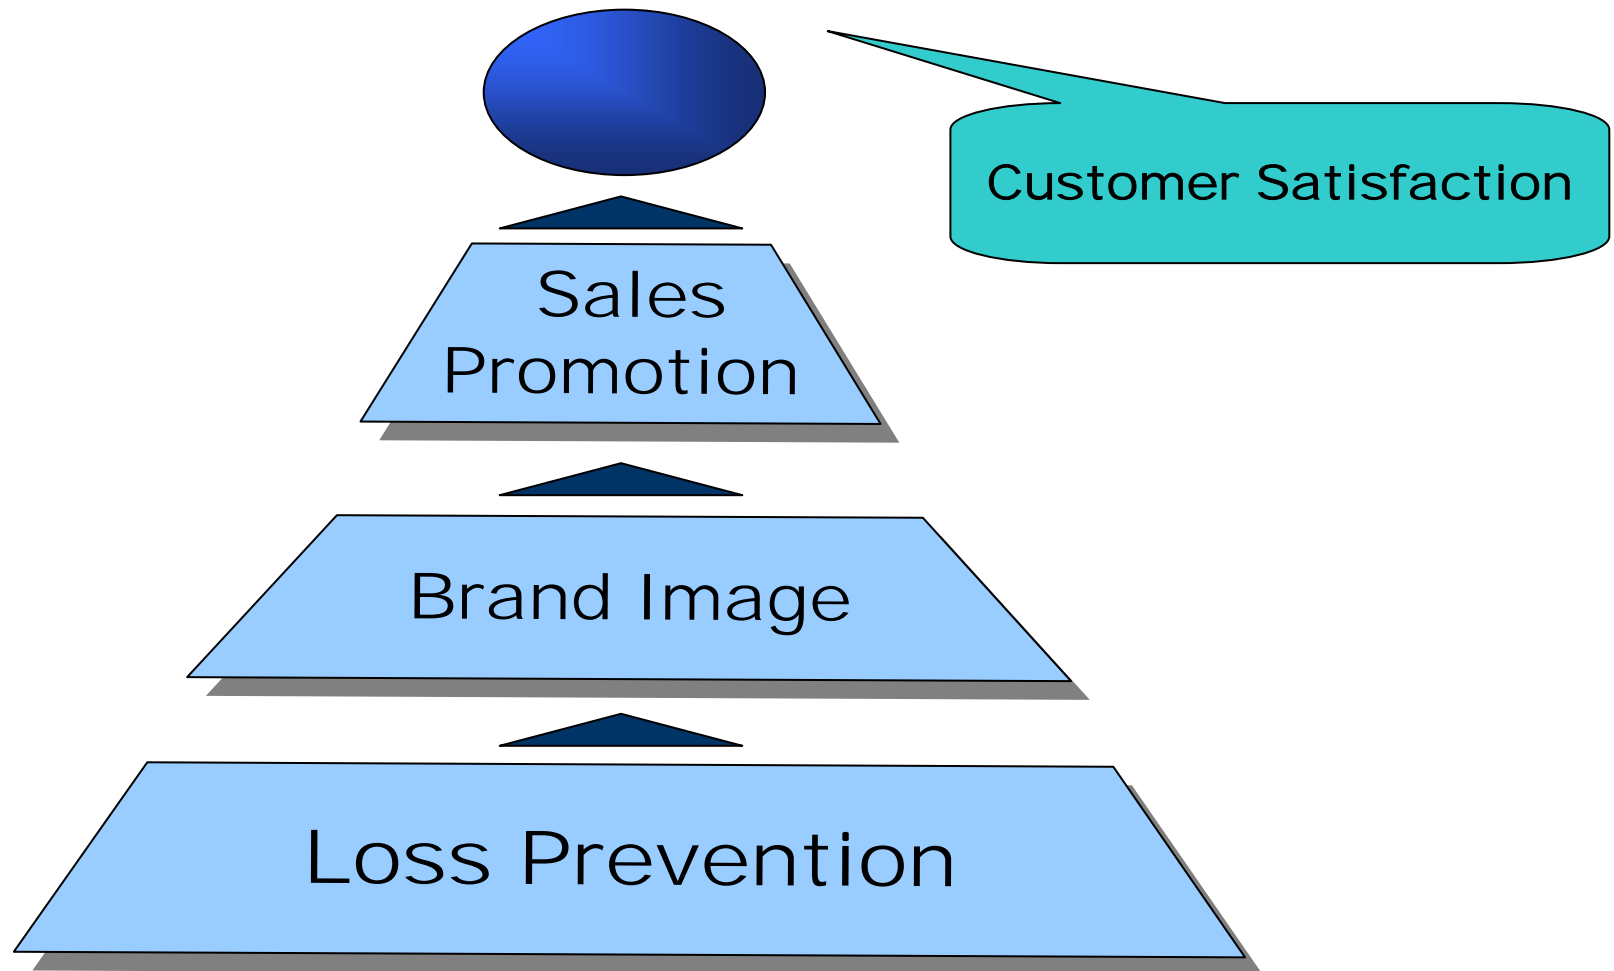 Customer Satisfaction
Sales
Promotion
Brand Image
Loss Prevention